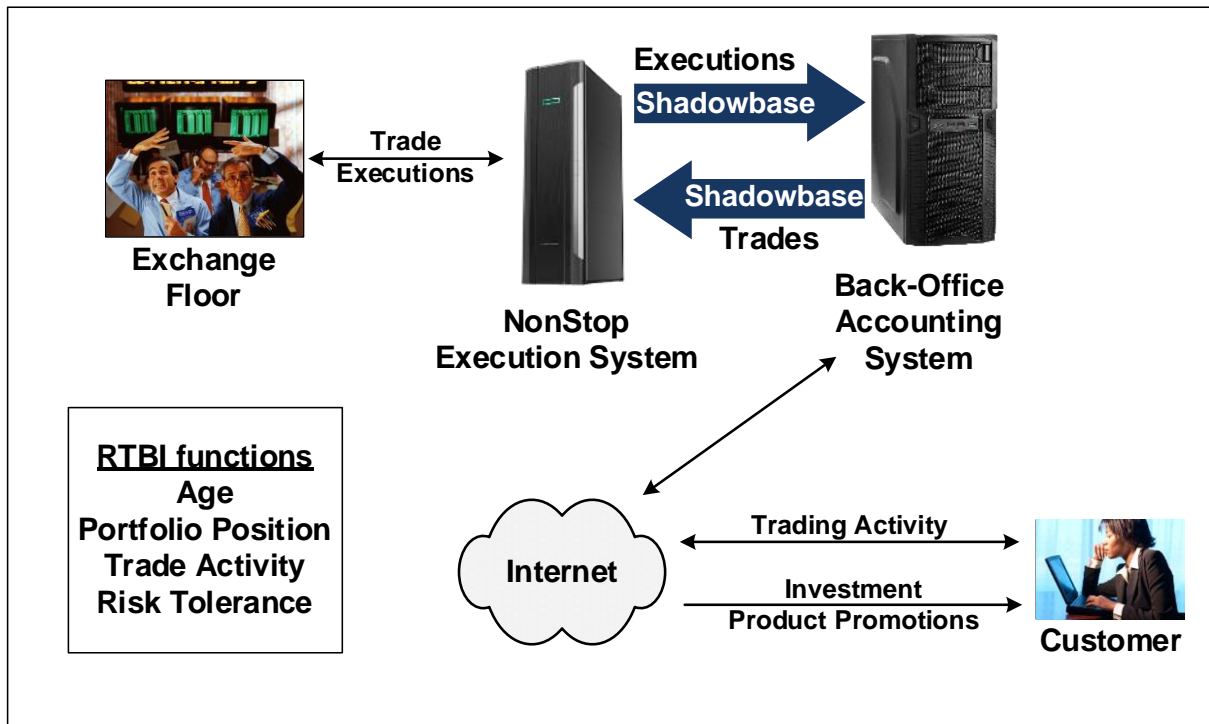 Executions
Shadowbase
Trade
Executions
Shadowbase
Trades
Exchange
Floor
NonStop
Execution System
Back-Office
Accounting
System
RTBI functions
Age
Portfolio Position
Trade Activity
Risk Tolerance
Internet
Trading Activity
Investment
Product Promotions
Customer